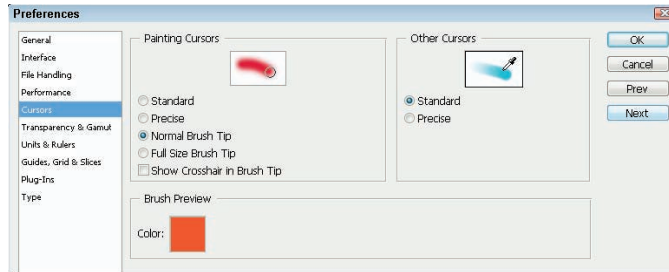 Preferences
General
Interface
File Handling
Performance
Cursors
Transparency & Gamut
Units & Rulers
Guides, Grid & Slices
Plug-Ins
Type
Painting Cursors
Standard
Precise
Normal Brush Tip
Full Size Brush Tip
Show Crosshair in Brush Tip
Other Cursors
Standard
Precise
Brush Preview
Color:
OK
Cancel
Prev
Next